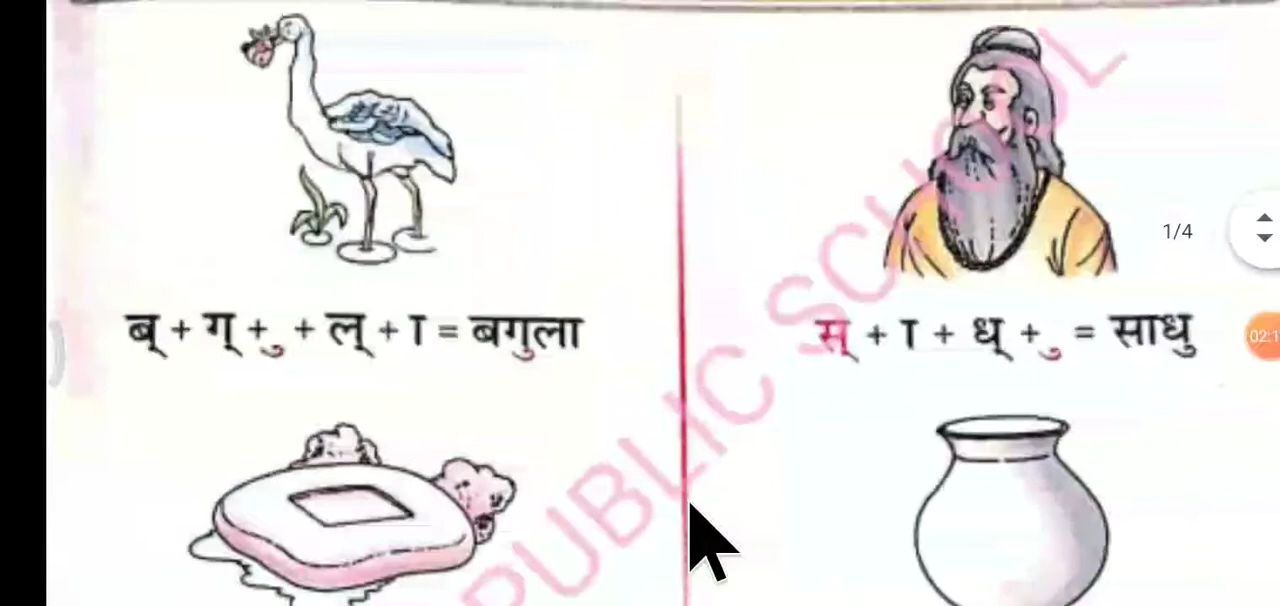 ब् + ग् + ु + ल् + ा = बगुला
स् + ा + ध् + ु = साधु
1/4
PUBLIC SCHOOL